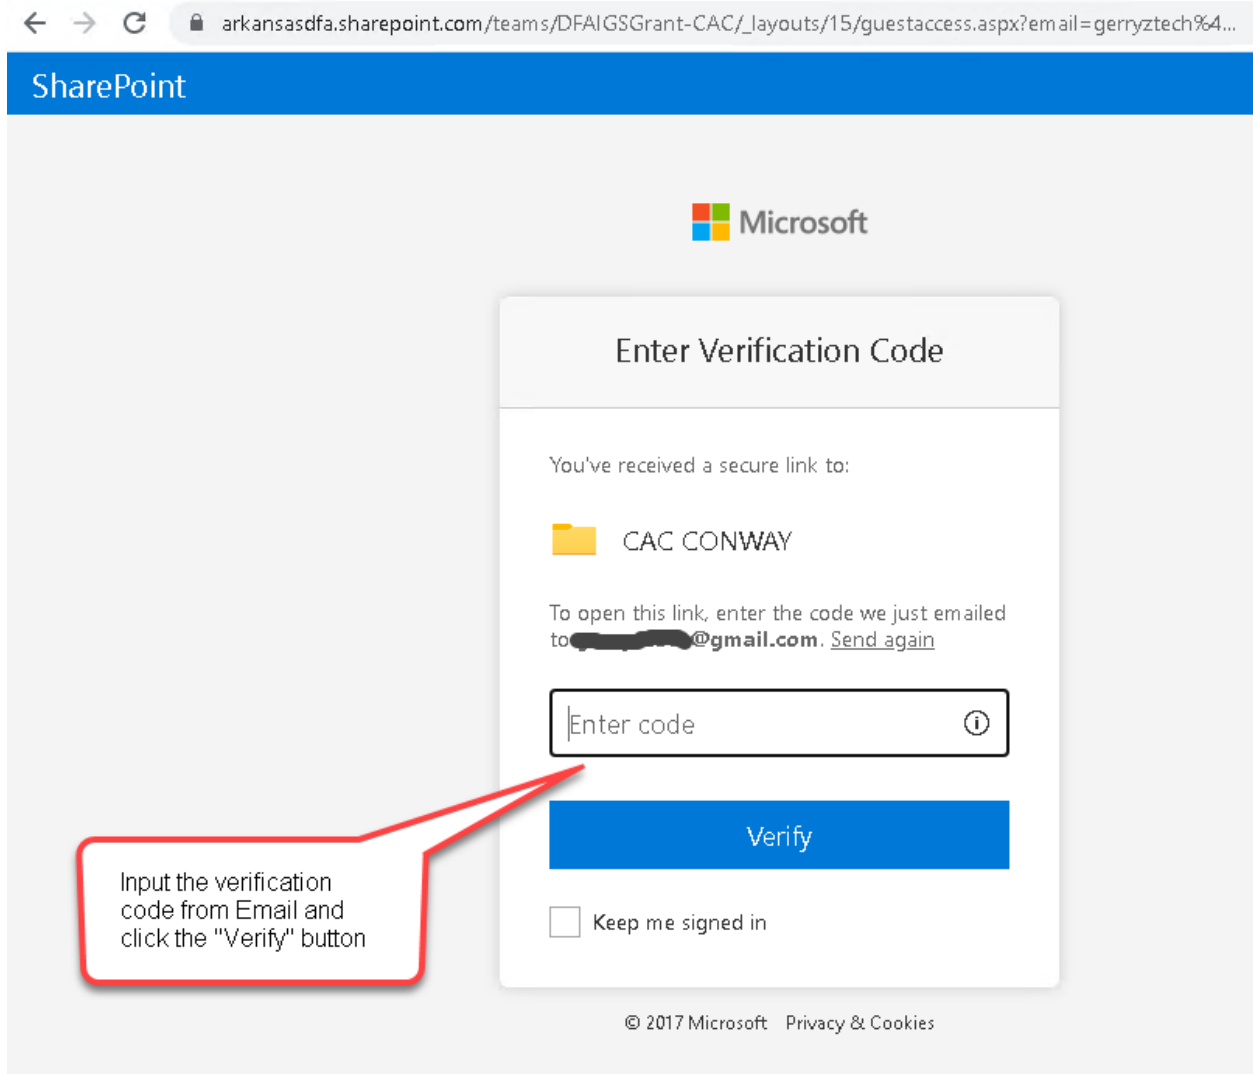 arkansasdfa.sharepoint.com/teams/DFAIGSGrant-CAC/_layouts/15/guestaccess.aspx?email=gerryztech%4...
SharePoint
Microsoft
Enter Verification Code
You've received a secure link to:
CAC CONWAY
To open this link, enter the code we just emailed
to @gmail.com. Send again
Enter code
Verify
Input the verification
code from Email and
click the "Verify" button
Keep me signed in
© 2017 Microsoft Privacy & Cookies